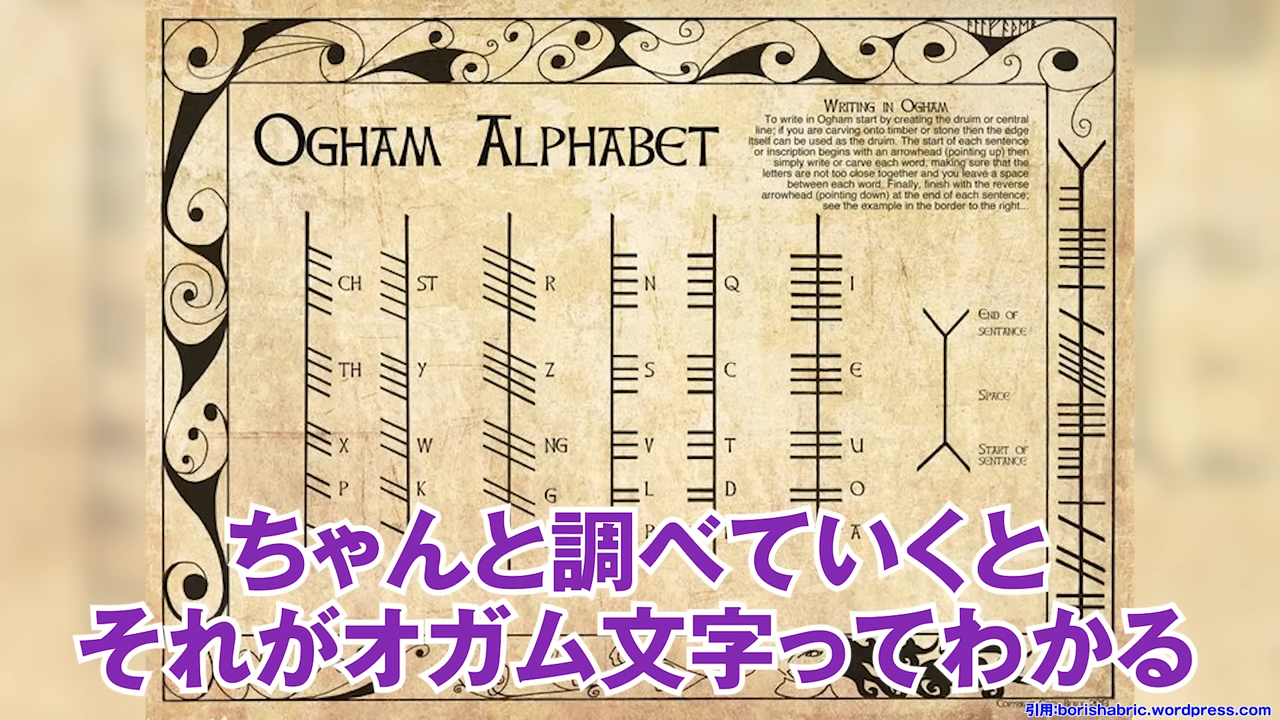 OGHAM ALPHABET
WRITING IN OGHAM
To write in Ogham start by creating the druim or central
line; if you are carving onto timber or stone then the edge
itself can be used as the druim. The start of each sentence
or inscription begins with an arrowhead (pointing up) then
simply write or carve each word, making sure that the
letters are not too close together and you leave a space
between each word. Finally, finish with the reverse
arrowhead (pointing down) at the end of each sentence;
see the example in the border to the right...
CH ST R N Q I
TH Y Z S C E
X W NG V T U
P K G L D O
A
END OF
SENTANCE
SPACE
START OF
SENTANCE
ちゃんと調べていくと
それがオガム文字ってわかる
引用:borishabric.wordpress.com